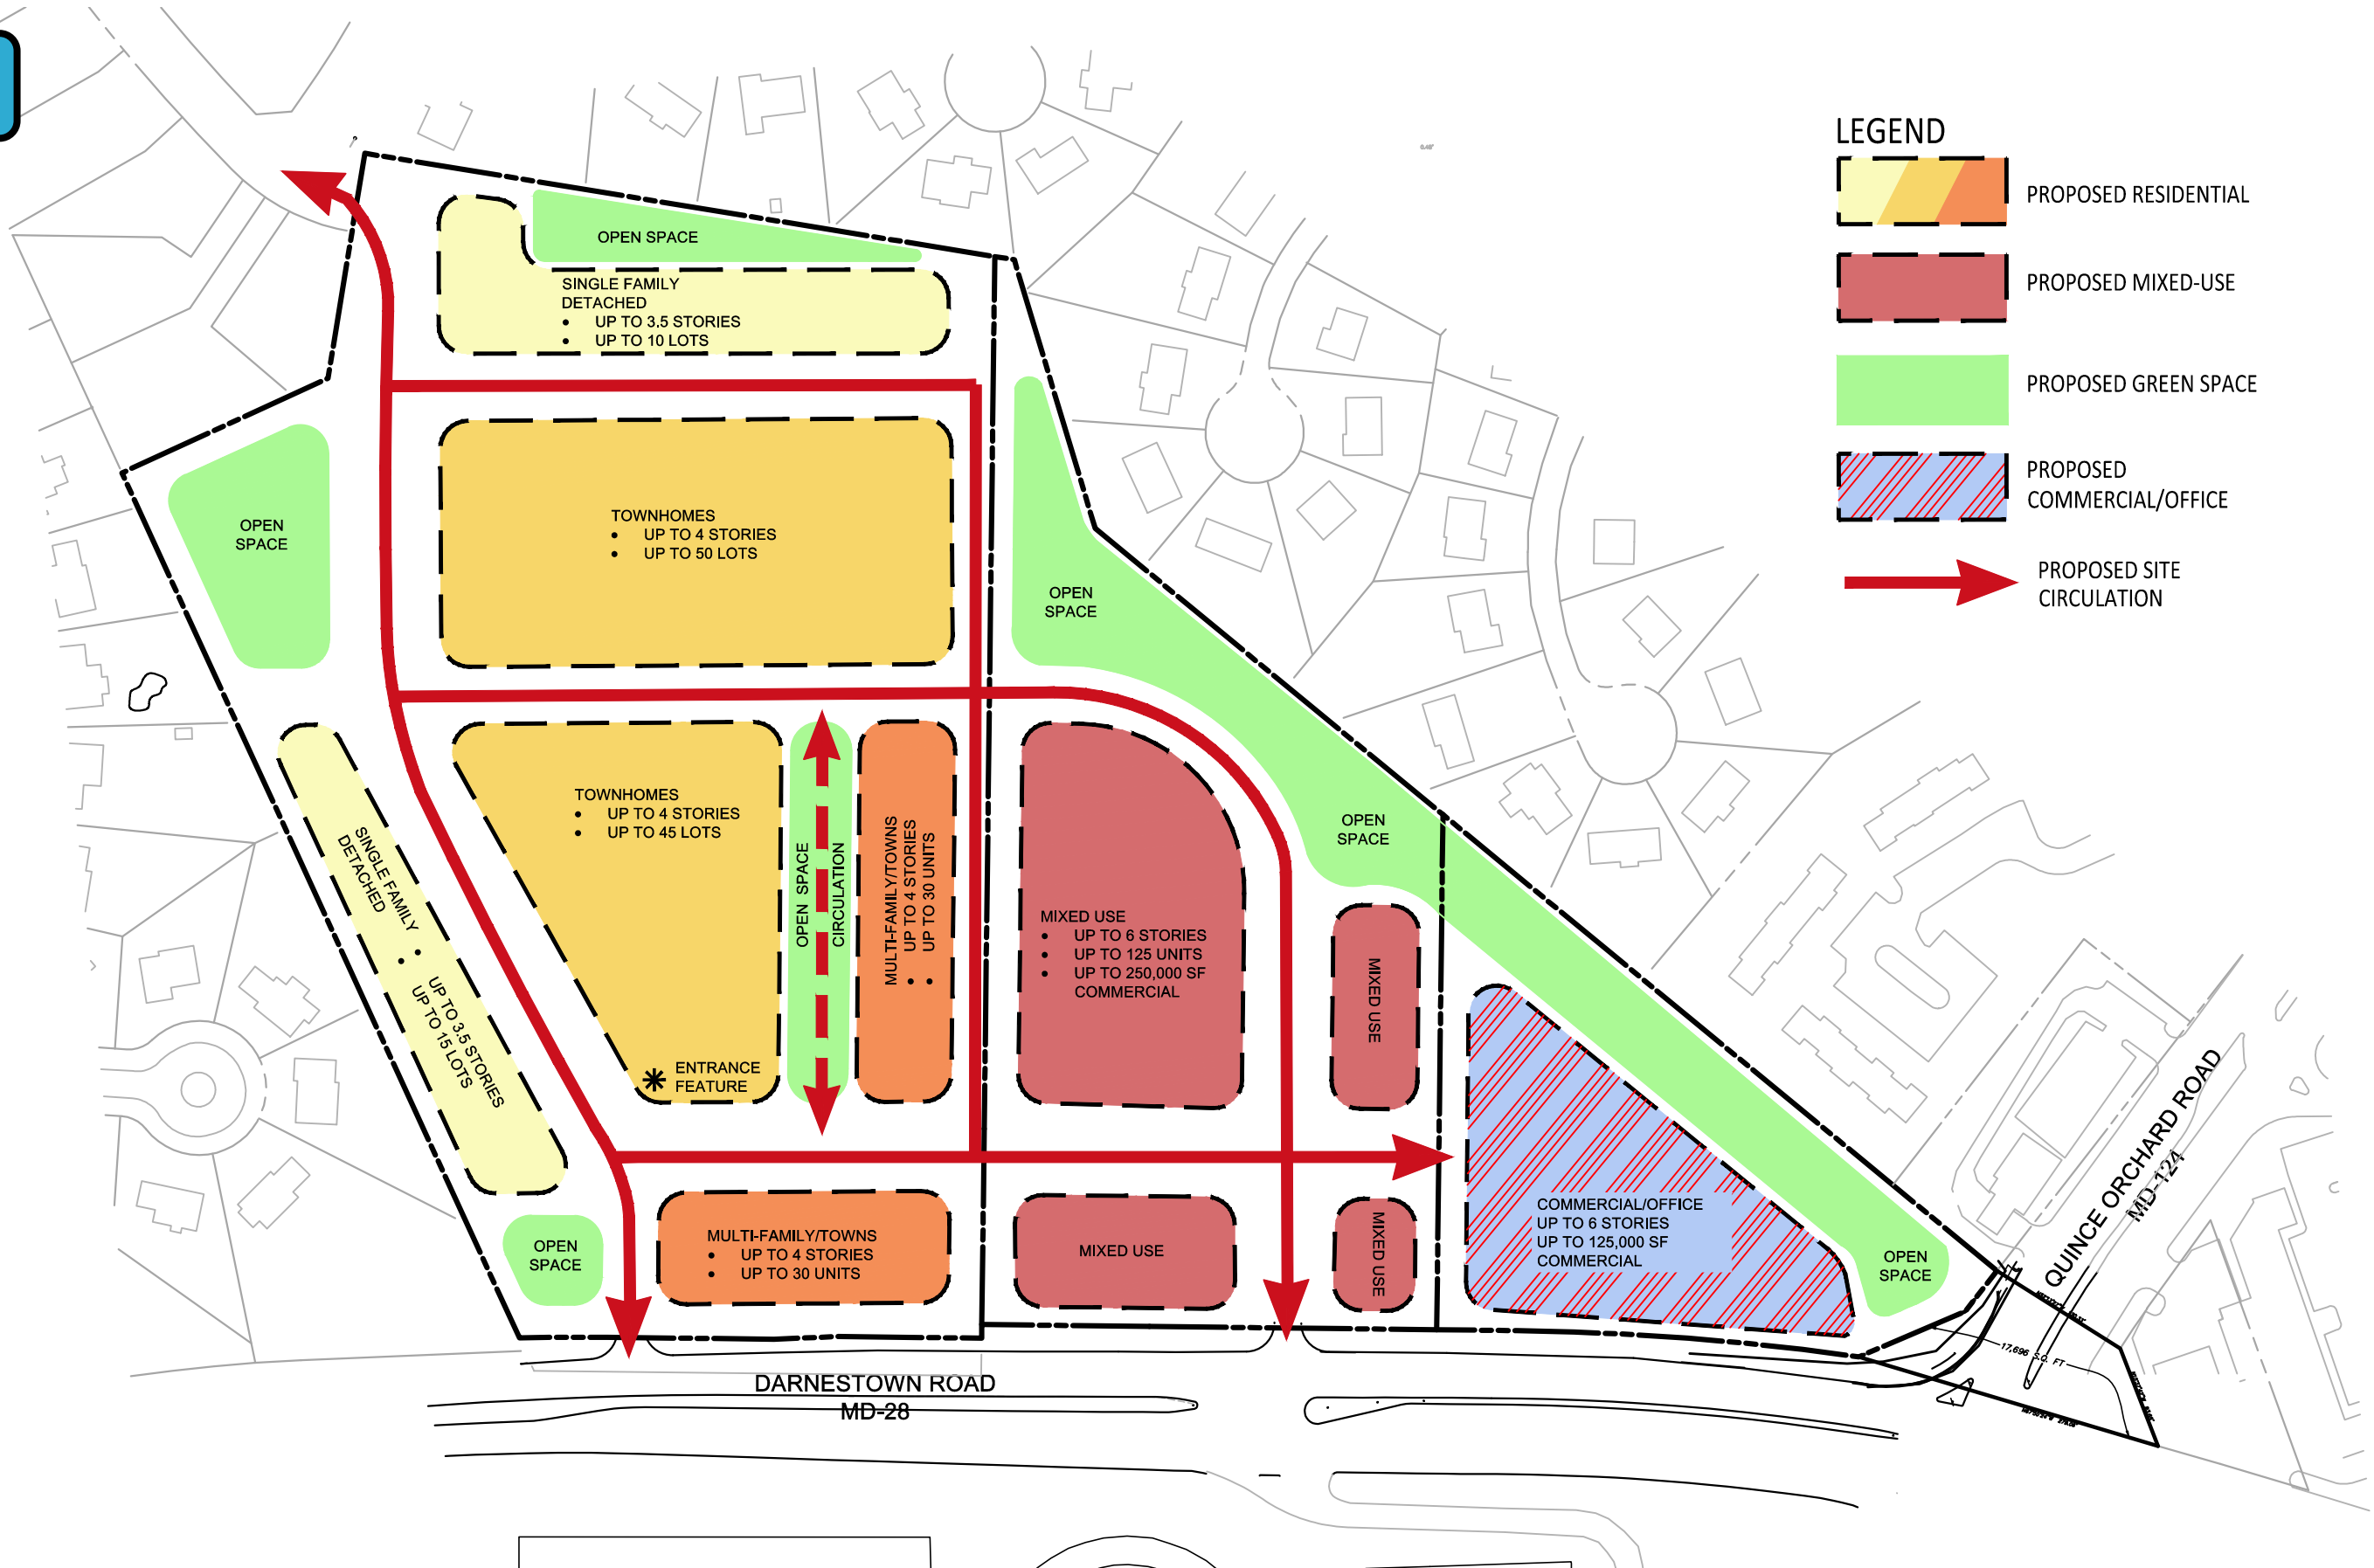 LEGEND
PROPOSED RESIDENTIAL
PROPOSED MIXED-USE
PROPOSED GREEN SPACE
PROPOSED
COMMERCIAL/OFFICE
PROPOSED SITE
CIRCULATION
OPEN SPACE
SINGLE FAMILY
DETACHED
• UP TO 3.5 STORIES
• UP TO 10 LOTS
OPEN
SPACE
TOWNHOMES
• UP TO 4 STORIES
• UP TO 50 LOTS
OPEN
SPACE
TOWNHOMES
• UP TO 4 STORIES
• UP TO 45 LOTS
ENTRANCE
FEATURE
OPEN SPACE
CIRCULATION
MULTI-FAMILY/TOWNS
• UP TO 4 STORIES
• UP TO 30 UNITS
SINGLE FAMILY
DETACHED
• UP TO 3.5 STORIES
• UP TO 15 LOTS
MIXED USE
• UP TO 6 STORIES
• UP TO 125 UNITS
• UP TO 250,000 SF
COMMERCIAL
OPEN
SPACE
MIXED USE
OPEN
SPACE
MULTI-FAMILY/TOWNS
• UP TO 4 STORIES
• UP TO 30 UNITS
MIXED USE
MIXED USE
COMMERCIAL/OFFICE
UP TO 6 STORIES
UP TO 125,000 SF
COMMERCIAL
OPEN
SPACE
QUINCE ORCHARD ROAD
MD-124
17,696 S.Q. FT
DARNESTOWN ROAD
MD-28